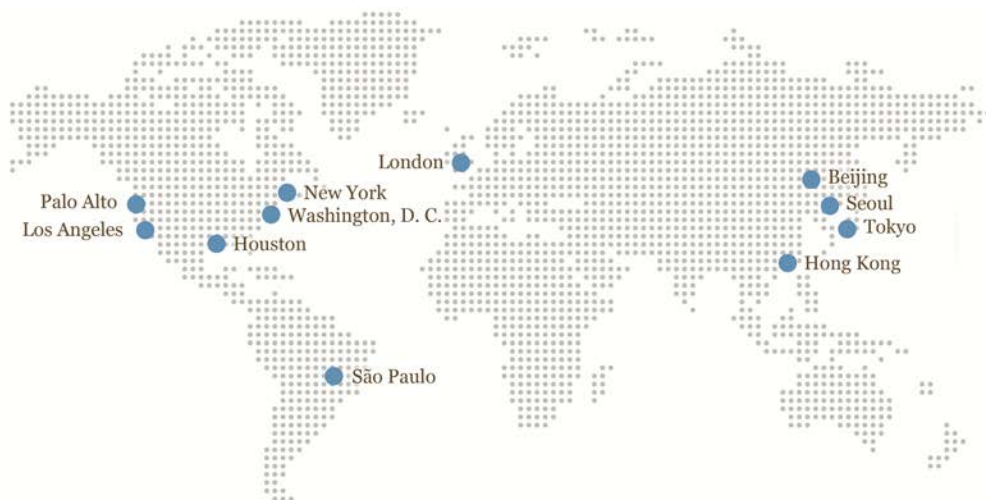 London
Beijing
Palo Alto
New York
Seoul
Washington, D. C.
Los Angeles
Tokyo
Houston
Hong Kong
São Paulo